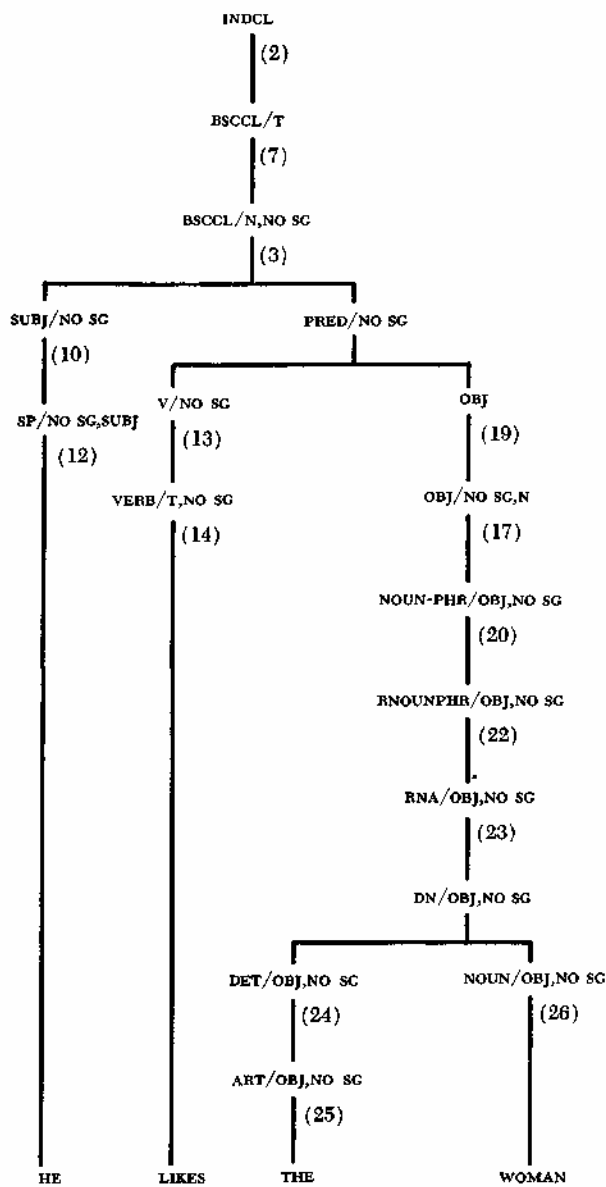 INDCL
(2)
BSCCL/T
(7)
BSCCL/N,NO SG
(3)
SUBJ/NO SG PRED/NO SG
(10)
V/NO SG OBJ
SP/NO SG,SUBJ (13) (19)
(12)
VERB/T,NO SG OBJ/NO SG,N
(14) (17)
NOUN-PHR/OBJ,NO SG
(20)
RNOUNPHR/OBJ,NO SG
(22)
RNA/OBJ,NO SG
(23)
DN/OBJ,NO SG
DET/OBJ,NO SG NOUN/OBJ,NO SG
(24) (26)
ART/OBJ,NO SG
(25)
HE LIKES THE WOMAN